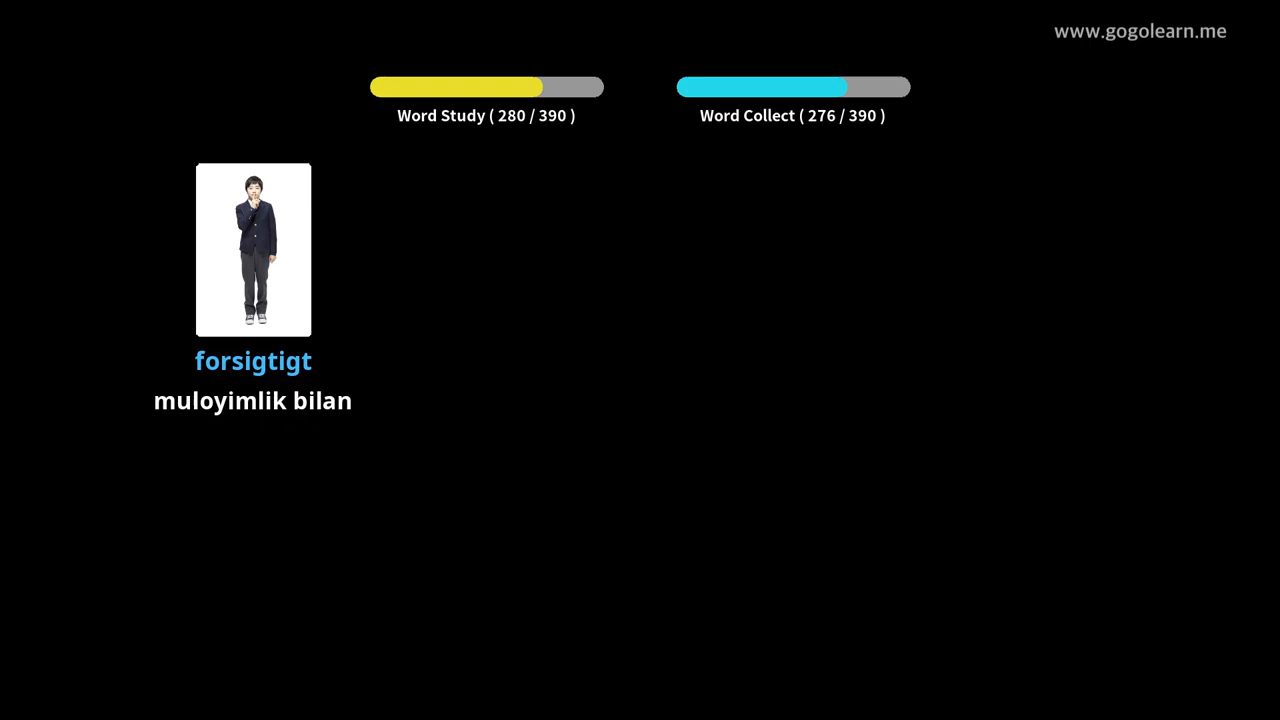 www.gogolearn.me
Word Study ( 280 / 390 )
Word Collect ( 276 / 390 )
forsigtigt
muloyimlik bilan